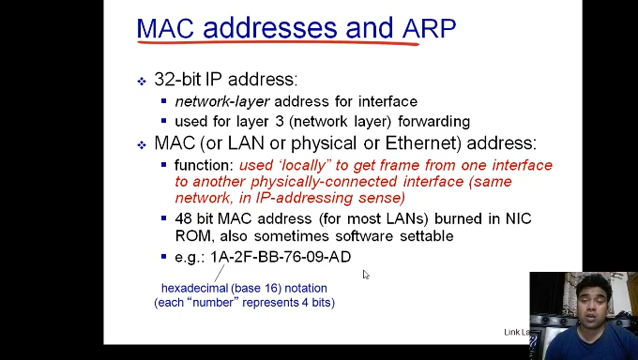 MAC addresses and ARP
32-bit IP address:
network-layer address for interface
used for layer 3 (network layer) forwarding
MAC (or LAN or physical or Ethernet) address:
function: used ‘locally” to get frame from one interface
to another physically-connected interface (same
network, in IP-addressing sense)
48 bit MAC address (for most LANs) burned in NIC
ROM, also sometimes software settable
e.g.: 1A-2F-BB-76-09-AD
hexadecimal (base 16) notation
(each “number” represents 4 bits)
Link